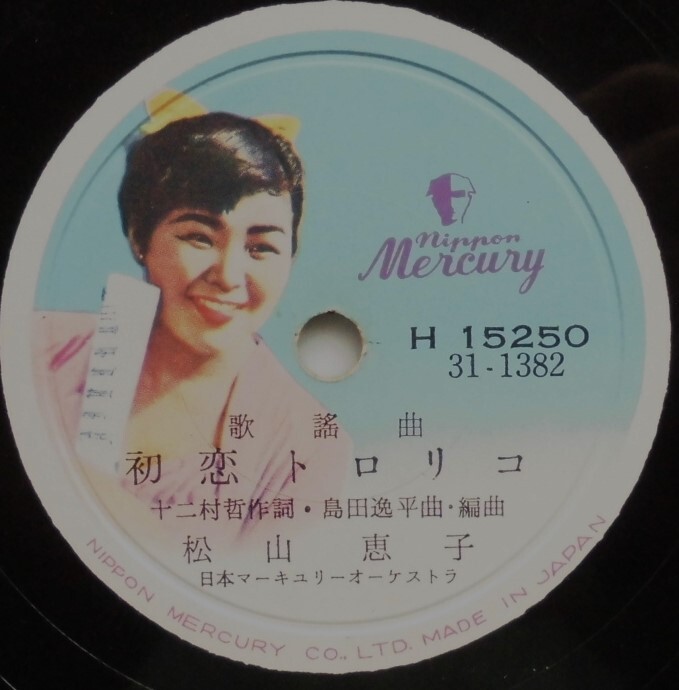 Nippon
Mercury
H 15250
31-1382
歌謡曲
初恋トロリコ
十二村哲作詞・島田逸平曲・編曲
松山恵子
日本マーキュリーオーケストラ
NIPPON MERCURY CO., LTD. MADE IN JAPAN